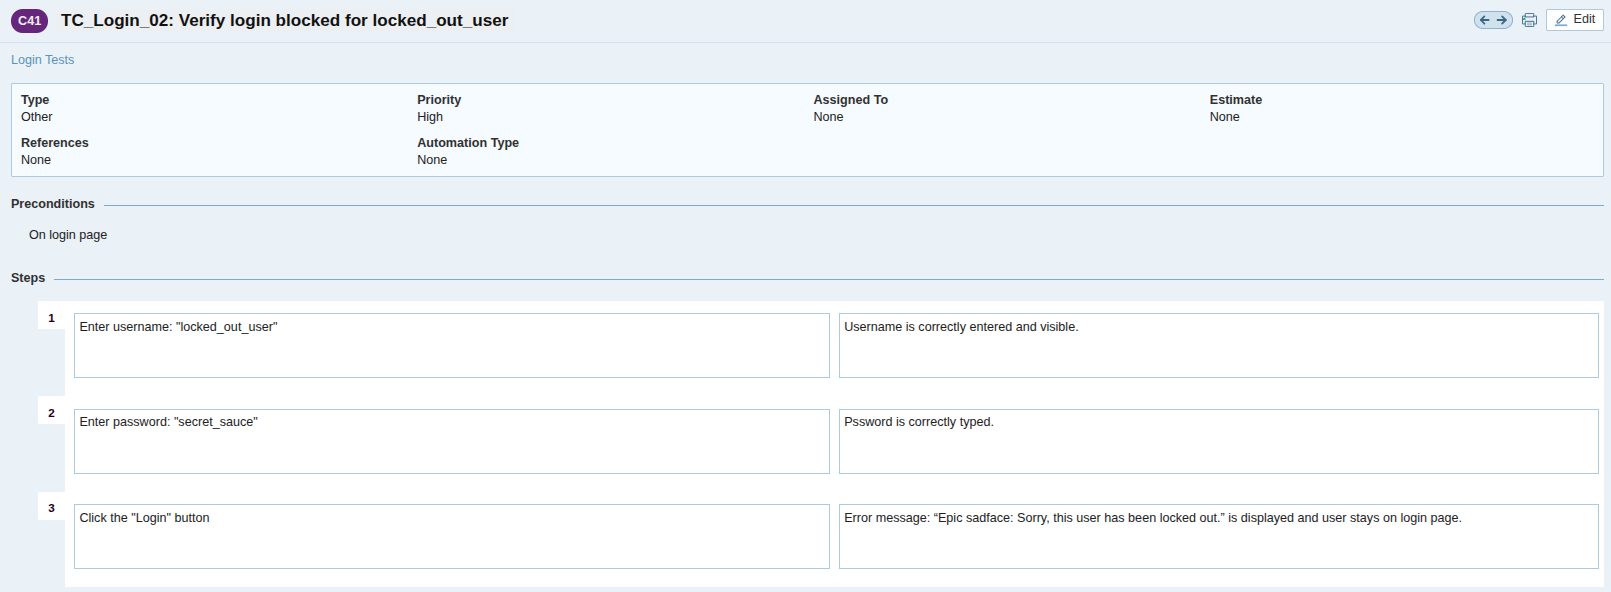 C41 TC_Login_02: Verify login blocked for locked_out_user Edit
Login Tests
Type Priority Assigned To Estimate
Other High None None
References Automation Type
None None
Preconditions
On login page
Steps
1
Enter username: "locked_out_user" Username is correctly entered and visible.
2
Enter password: "secret_sauce" Pssword is correctly typed.
3
Click the "Login" button Error message: “Epic sadface: Sorry, this user has been locked out.” is displayed and user stays on login page.